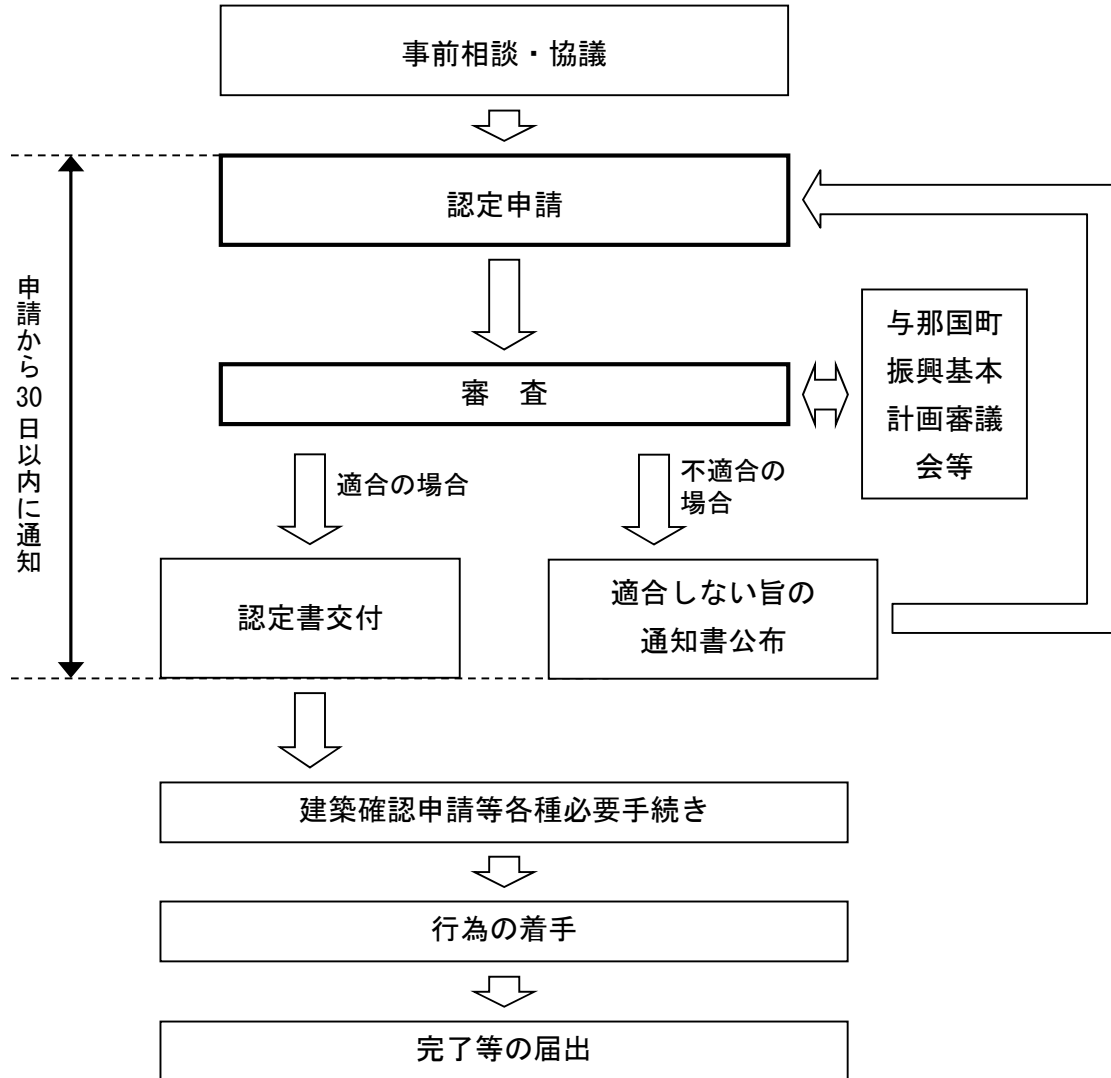 事前相談・協議
認定申請
申請から30日以内に通知
審　査
与那国町
振興基本
計画審議
会等
適合の場合
不適合の
場合
認定書交付
適合しない旨の
通知書公布
建築確認申請等各種必要手続き
行為の着手
完了等の届出